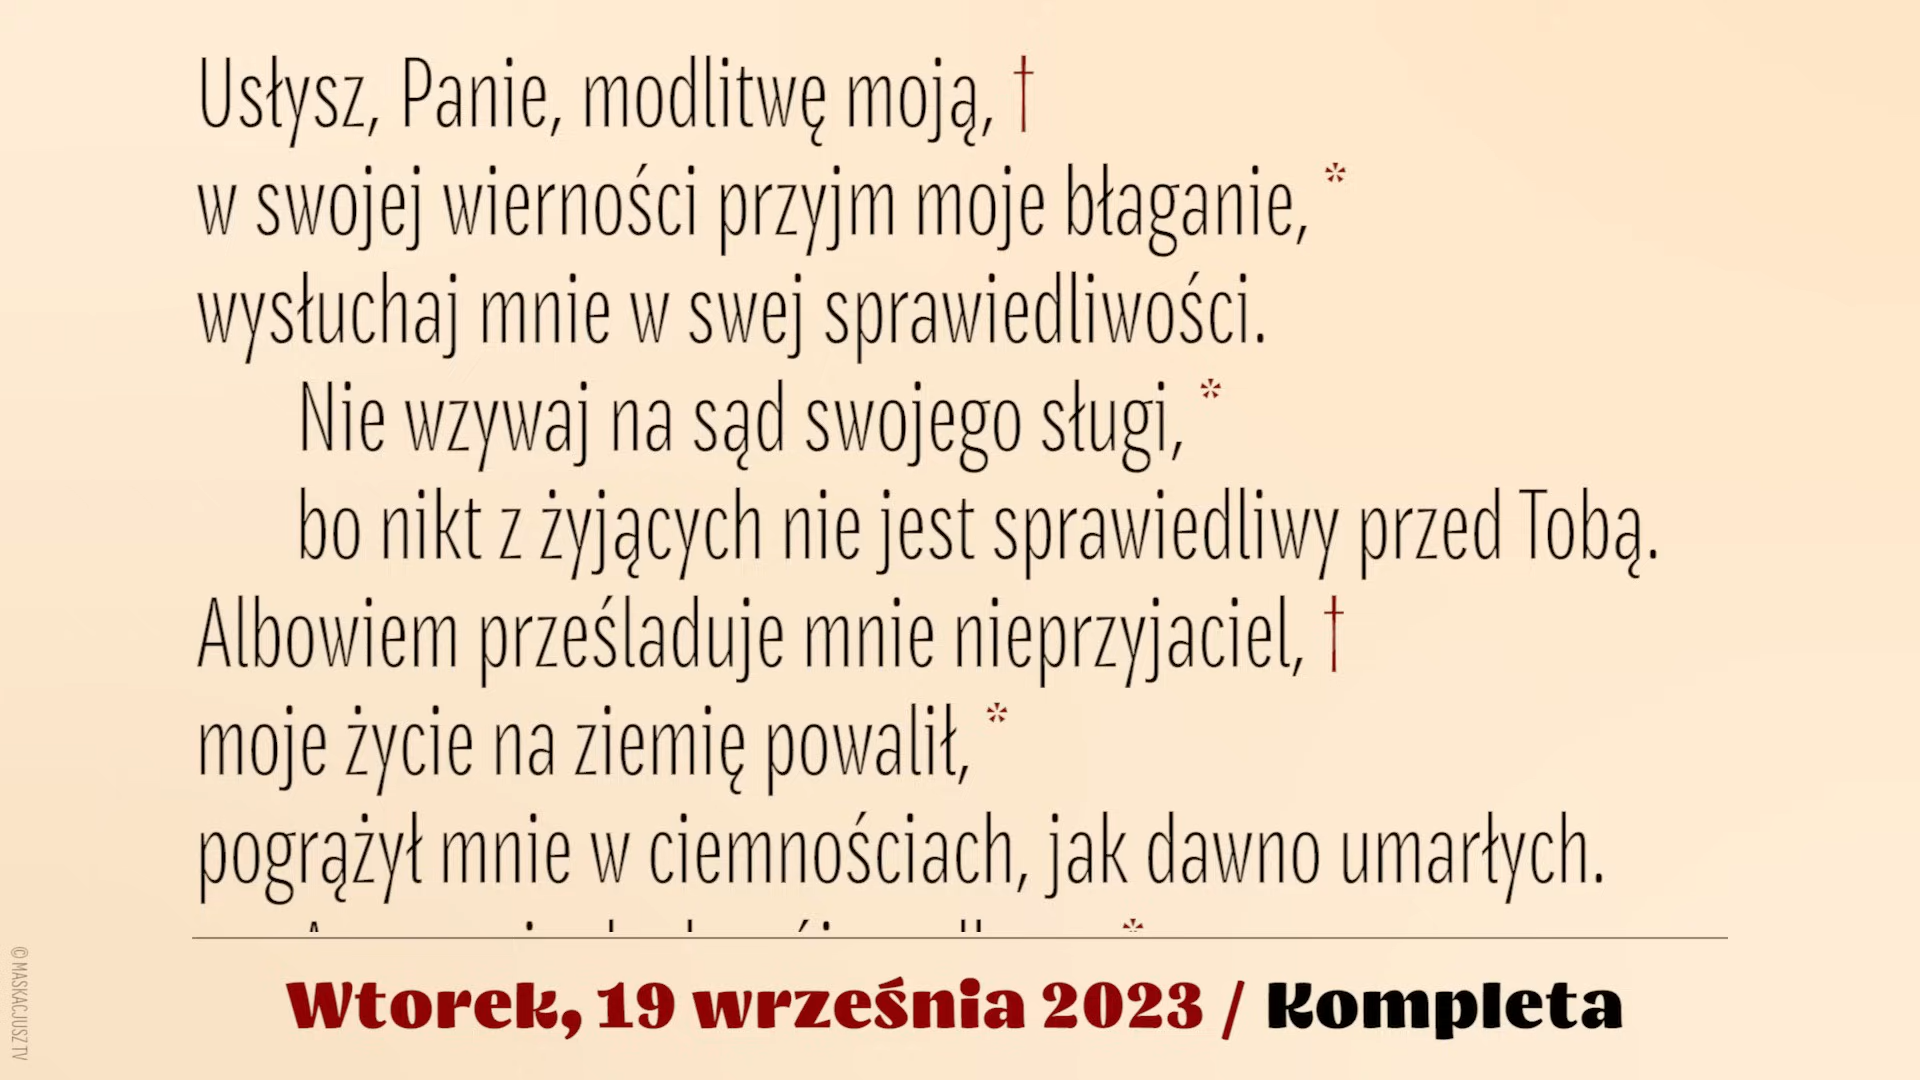 Usłysz, Panie, modlitwę moją, †
w swojej wierności przyjm moje błaganie, *
wysłuchaj mnie w swej sprawiedliwości.
Nie wzywaj na sąd swojego sługi, *
bo nikt z żyjących nie jest sprawiedliwy przed Tobą.
Albowiem prześladuje mnie nieprzyjaciel, †
moje życie na ziemię powalił, *
pogrążył mnie w ciemnościach, jak dawno umarłych.
Wtorek, 19 września 2023 / Kompleta
© MASKACJUSZ TV